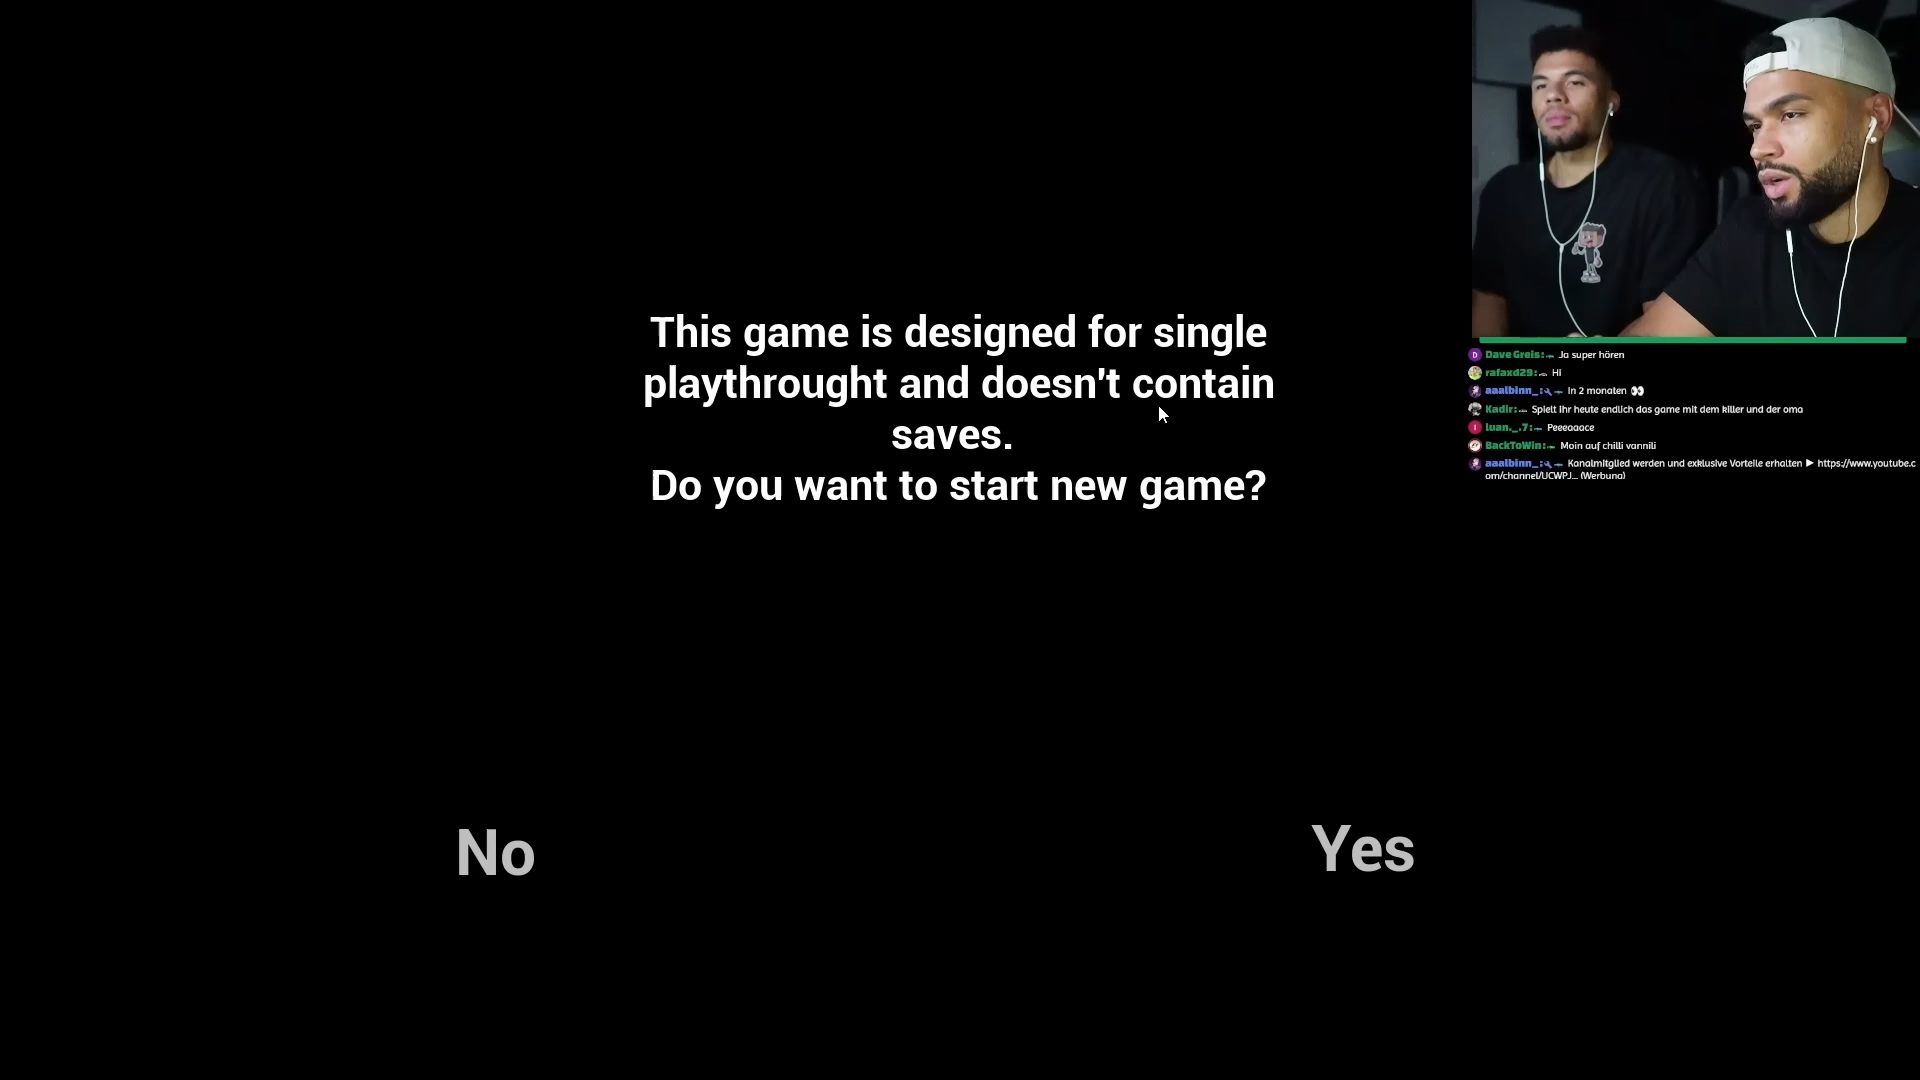 This game is designed for single
playthrought and doesn't contain
saves.
Do you want to start new game?
No
Yes
Dave Greis: Ja super hören
rafaxd29: HI
aaalbinn_: In 2 monaten 👀
Kadir: Spielt Ihr heute endlich das game mit dem killer und der oma
luan._.7: Peeeaaace
BackToWin: Moin auf chilli vannili
aaalbinn_: Kanalmitglied werden und exklusive Vorteile erhalten ► https://www.youtube.c
om/channel/UCWPJ... (Werbung)